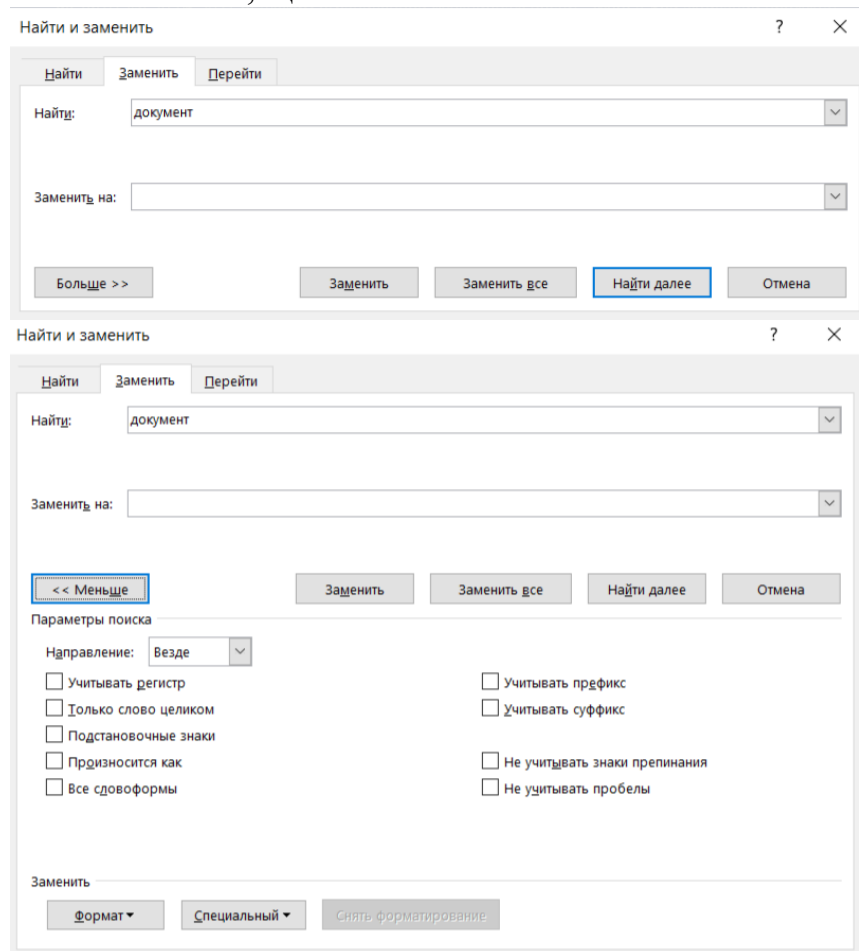 Найти и заменить ? ×
Найти Заменить Перейти
Найти: документ
Заменить на:
Больше >> Заменить Заменить все Найти далее Отмена
Найти и заменить ? ×
Найти Заменить Перейти
Найти: документ
Заменить на:
<< Меньше Заменить Заменить все Найти далее Отмена
Параметры поиска
Направление: Везде
Учитывать регистр Учитывать префикс
Только слово целиком Учитывать суффикс
Подстановочные знаки
Произносится как Не учитывать знаки препинания
Все словоформы Не учитывать пробелы
Заменить
Формат Специальный Снять форматирование